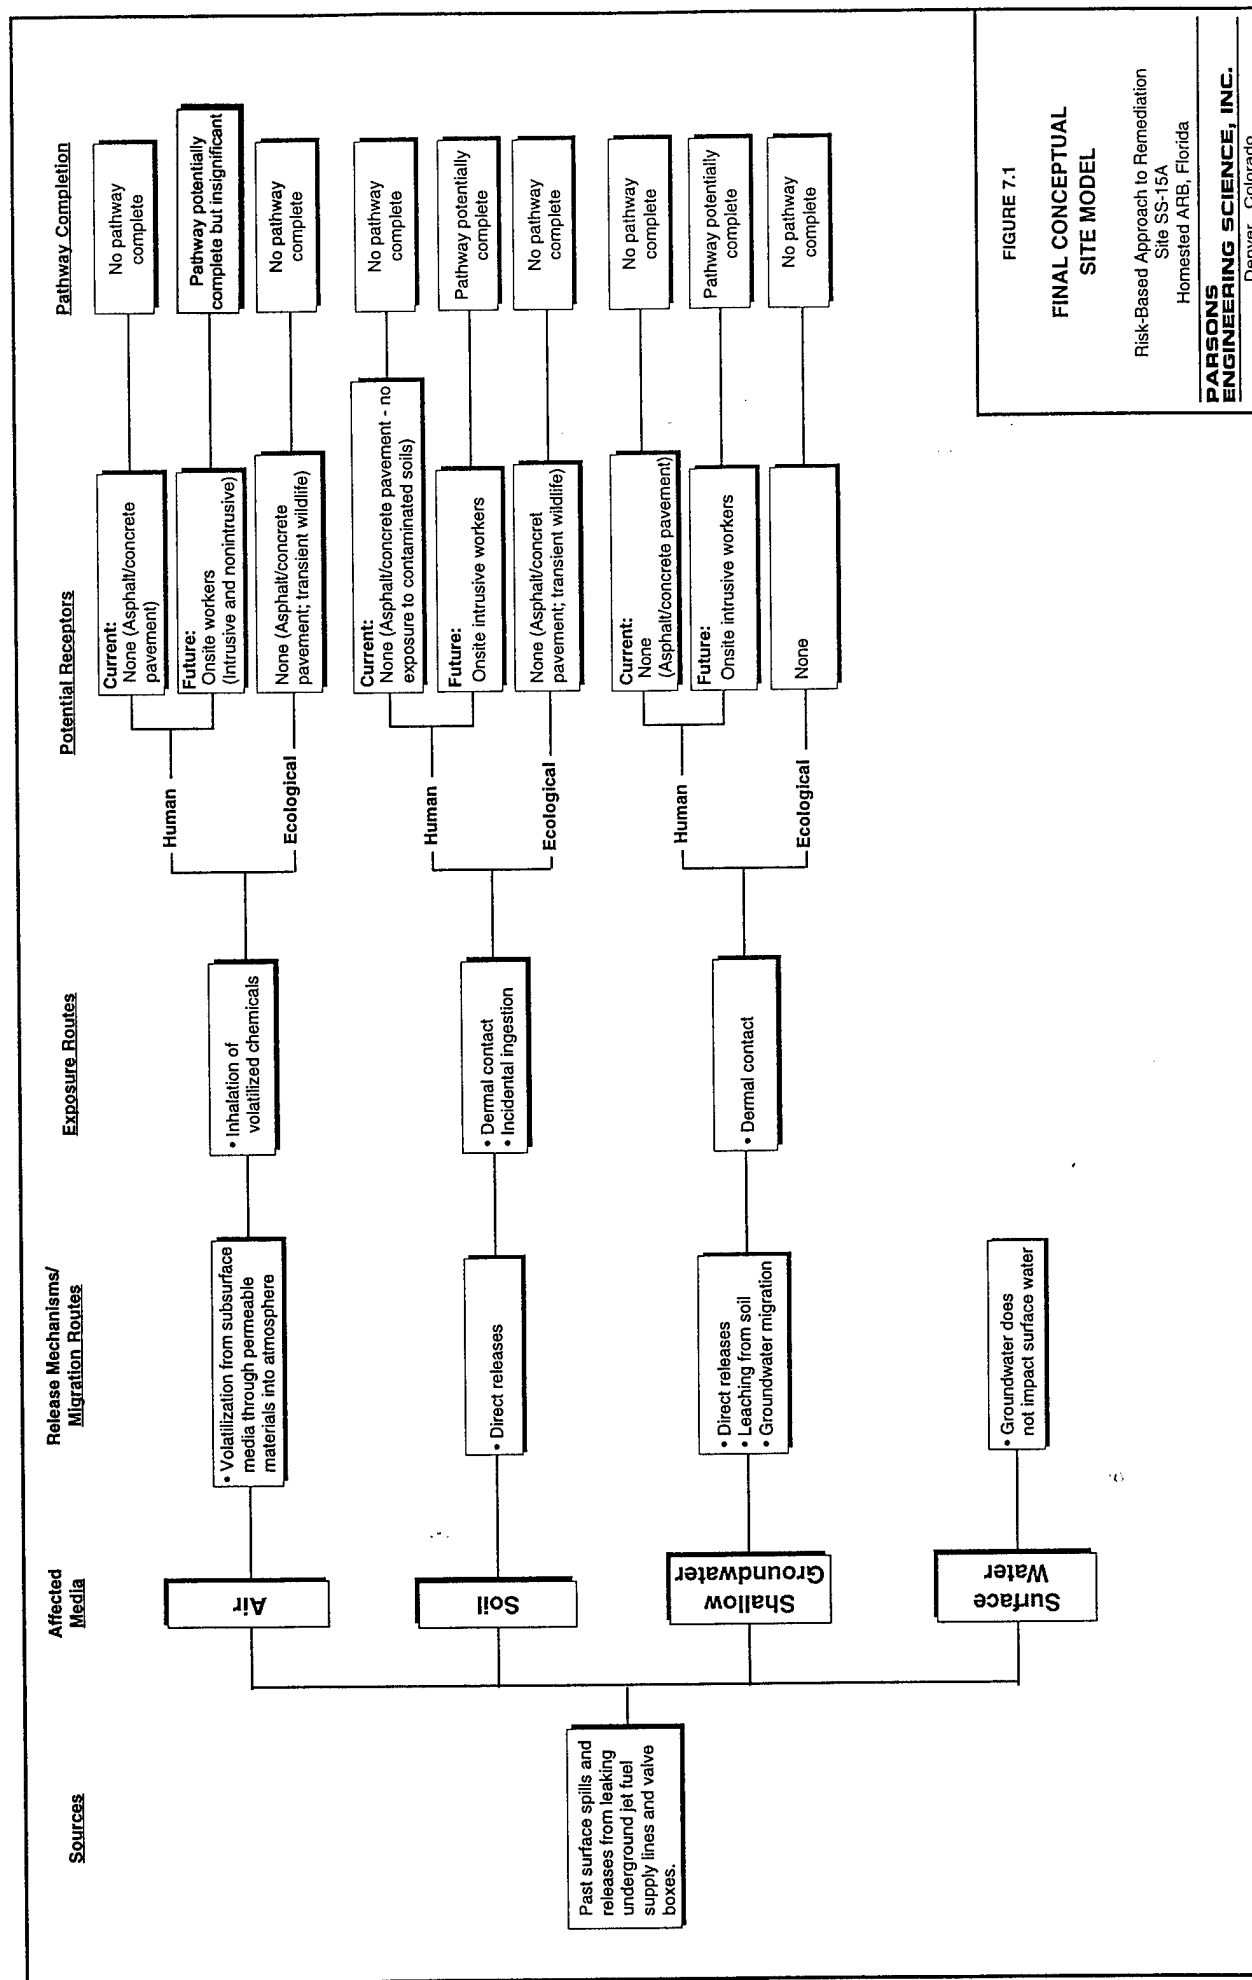 Sources
Affected
Media
Release Mechanisms/
Migration Routes
Exposure Routes
Potential Receptors
Pathway Completion
Past surface spills and
releases from leaking
underground jet fuel
supply lines and valve
boxes.
Air
• Volatilization from subsurface
media through permeable
materials into atmosphere
• Inhalation of
volatilized chemicals
Human
Current:
None (Asphalt/concrete
pavement)
No pathway
complete
Future:
Onsite workers
(Intrusive and nonintrusive)
Pathway potentially
complete but insignificant
Ecological
None (Asphalt/concrete
pavement; transient wildlife)
No pathway
complete
Soil
• Direct releases
• Dermal contact
• Incidental ingestion
Human
Current:
None (Asphalt/concrete pavement - no
exposure to contaminated soils)
No pathway
complete
Future:
Onsite intrusive workers
Pathway potentially
complete
Ecological
None (Asphalt/concret
pavement; transient wildlife)
No pathway
complete
Shallow
Groundwater
• Direct releases
• Leaching from soil
• Groundwater migration
• Dermal contact
Human
Current:
None
(Asphalt/concrete pavement)
No pathway
complete
Future:
Onsite intrusive workers
Pathway potentially
complete
Ecological
None
No pathway
complete
Surface
Water
• Groundwater does
not impact surface water
FIGURE 7.1
FINAL CONCEPTUAL
SITE MODEL
Risk-Based Approach to Remediation
Site SS-15A
Homested ARB, Florida
PARSONS
ENGINEERING SCIENCE, INC.
Denver, Colorado